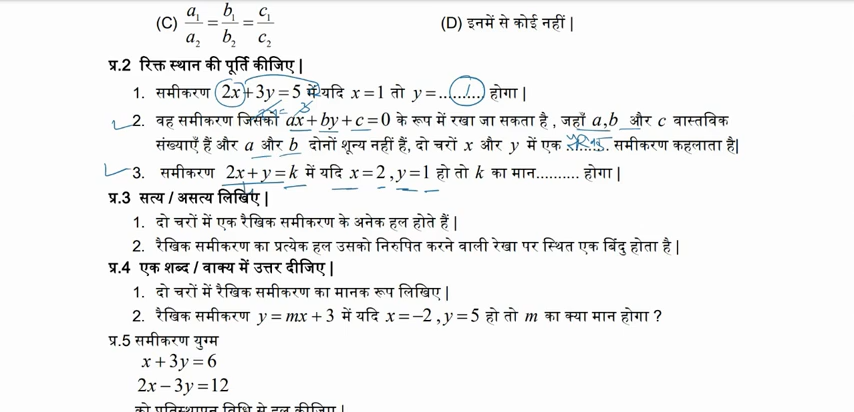 (C) a₁/a₂ = b₁/b₂ = c₁/c₂ (D) इनमें से कोई नहीं |
प्र.2 रिक्त स्थान की पूर्ति कीजिए |
1. समीकरण 2x+3y=5 में यदि x=1 तो y=...1... होगा |
2. वह समीकरण जिसको ax+by+c=0 के रूप में रखा जा सकता है , जहाँ a,b और c वास्तविक
संख्याएँ हैं और a और b दोनों शून्य नहीं हैं, दो चरों x और y में एक ........ समीकरण कहलाता है|
3. समीकरण 2x+y=k में यदि x=2,y=1 हो तो k का मान.......... होगा |
प्र.3 सत्य / असत्य लिखिए |
1. दो चरों में एक रैखिक समीकरण के अनेक हल होते हैं |
2. रैखिक समीकरण का प्रत्येक हल उसको निरुपित करने वाली रेखा पर स्थित एक बिंदु होता है |
प्र.4 एक शब्द / वाक्य में उत्तर दीजिए |
1. दो चरों में रैखिक समीकरण का मानक रूप लिखिए |
2. रैखिक समीकरण y=mx+3 में यदि x=-2,y=5 हो तो m का क्या मान होगा ?
प्र.5 समीकरण युग्म
x+3y=6
2x-3y=12
को प्रतिस्थापन विधि से हल कीजिए |